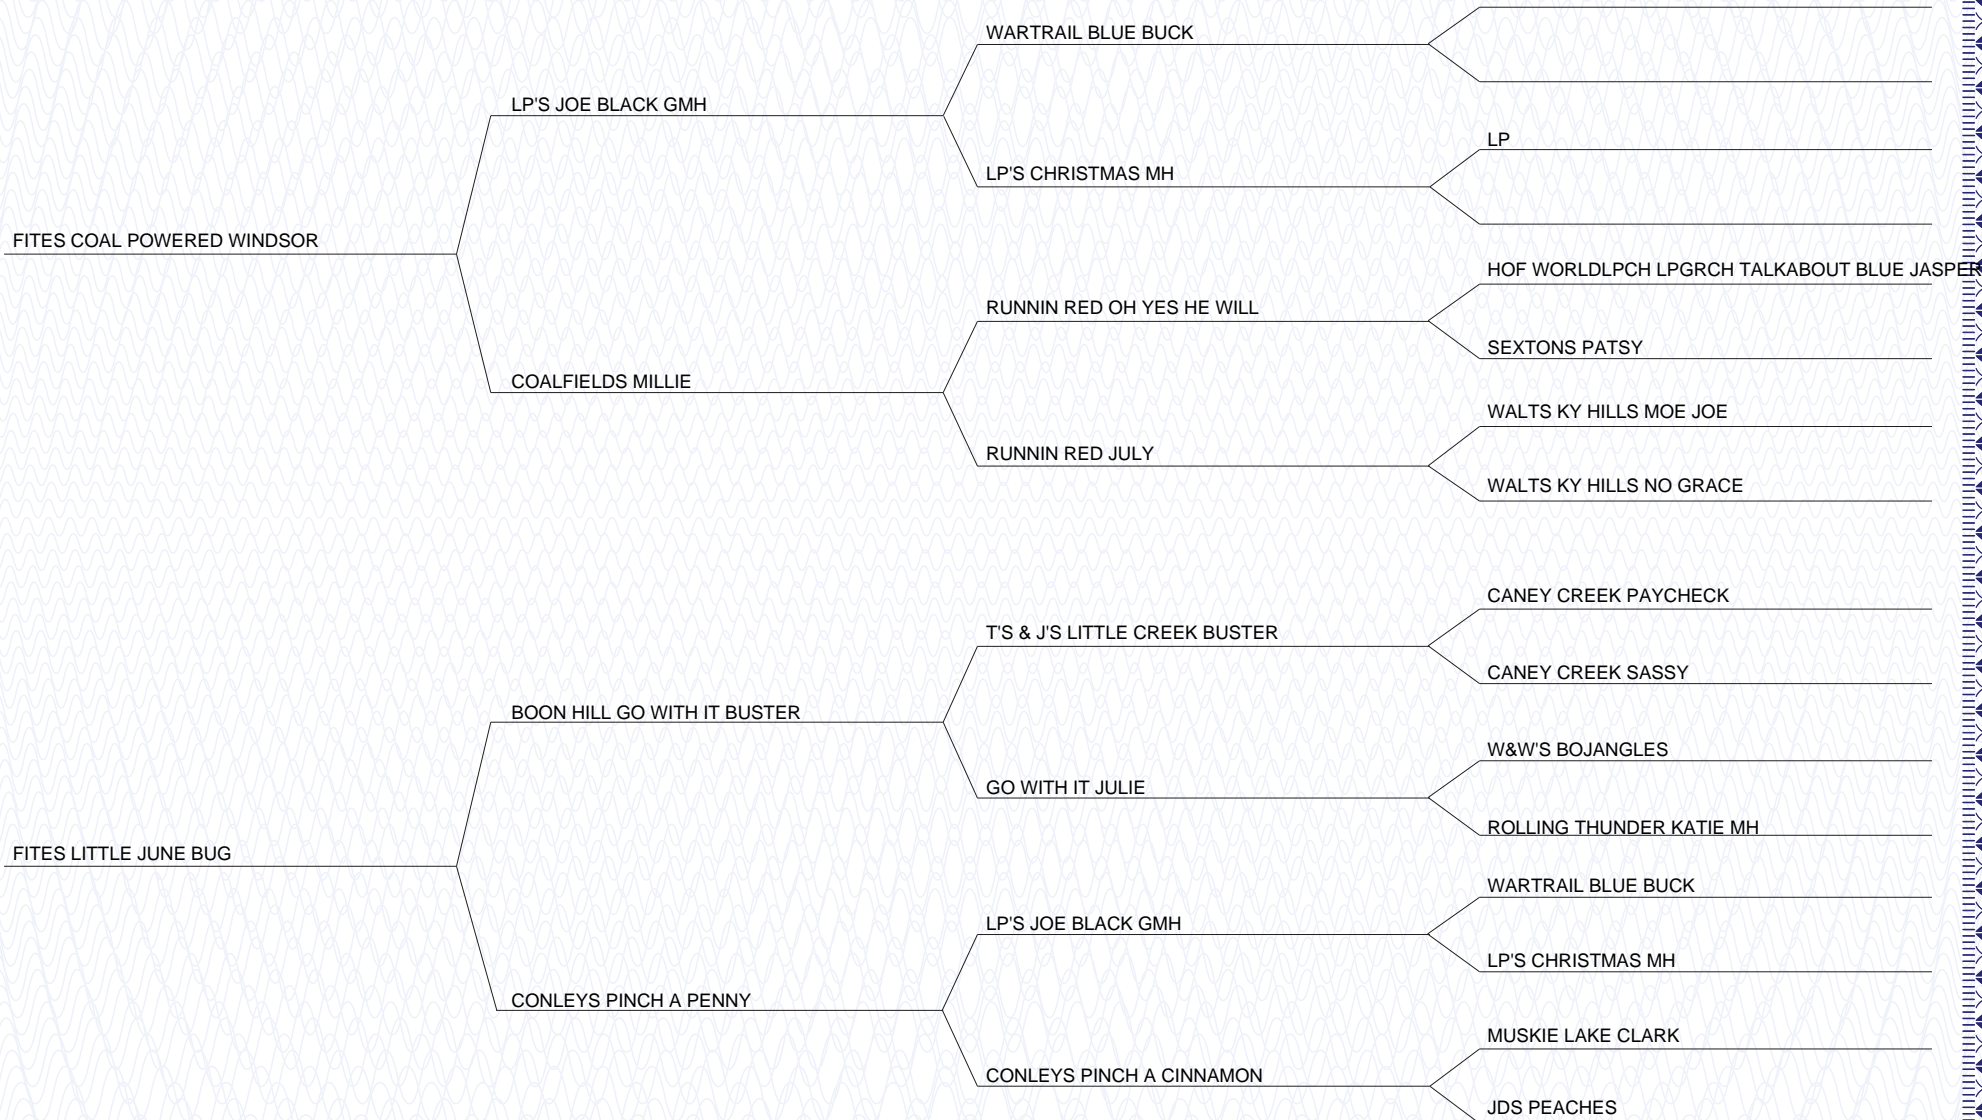 WARTRAIL BLUE BUCK
LP'S JOE BLACK GMH
LP
LP'S CHRISTMAS MH
FITES COAL POWERED WINDSOR
HOF WORLDLPCH LPGRCH TALKABOUT BLUE JASPER
RUNNIN RED OH YES HE WILL
SEXTONS PATSY
COALFIELDS MILLIE
WALTS KY HILLS MOE JOE
RUNNIN RED JULY
WALTS KY HILLS NO GRACE
CANEY CREEK PAYCHECK
T'S & J'S LITTLE CREEK BUSTER
CANEY CREEK SASSY
BOON HILL GO WITH IT BUSTER
W&W'S BOJANGLES
GO WITH IT JULIE
ROLLING THUNDER KATIE MH
FITES LITTLE JUNE BUG
WARTRAIL BLUE BUCK
LP'S JOE BLACK GMH
LP'S CHRISTMAS MH
CONLEYS PINCH A PENNY
MUSKIE LAKE CLARK
CONLEYS PINCH A CINNAMON
JDS PEACHES